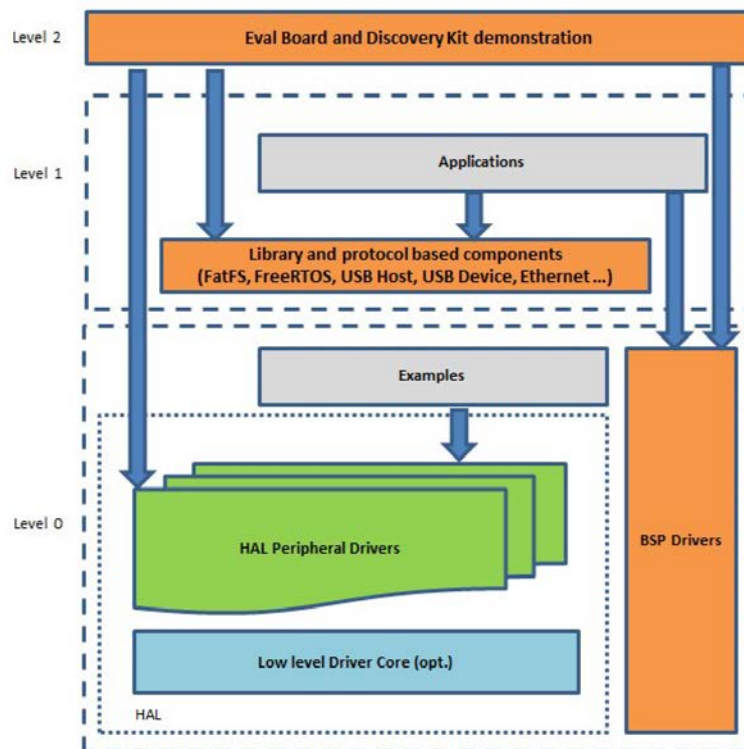 Level 2
Eval Board and Discovery Kit demonstration
Level 1
Applications
Library and protocol based components
(FatFS, FreeRTOS, USB Host, USB Device, Ethernet ...)
Examples
Level 0
HAL Peripheral Drivers
BSP Drivers
Low level Driver Core (opt.)
HAL